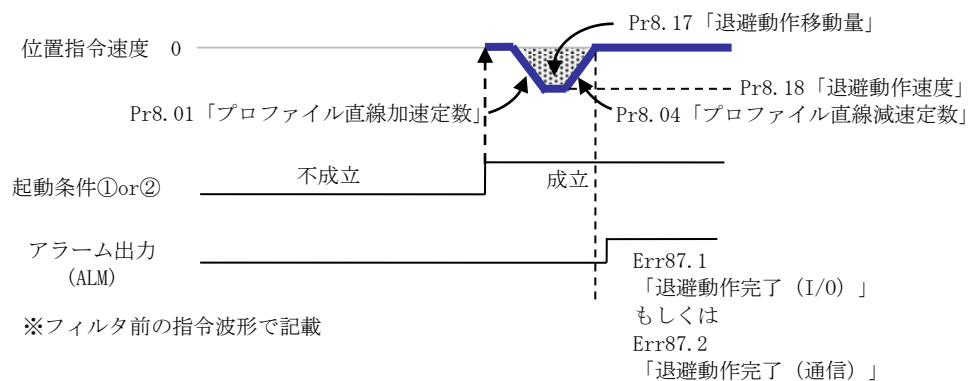 Pr8.17「退避動作移動量」
位置指令速度 0
Pr8.18「退避動作速度」
Pr8.01「プロファイル直線加速定数」
Pr8.04「プロファイル直線減速定数」
不成立
成立
起動条件①or②
アラーム出力
(ALM)
Err87.1
「退避動作完了（I/O）」
もしくは
Err87.2
「退避動作完了（通信）」
※フィルタ前の指令波形で記載